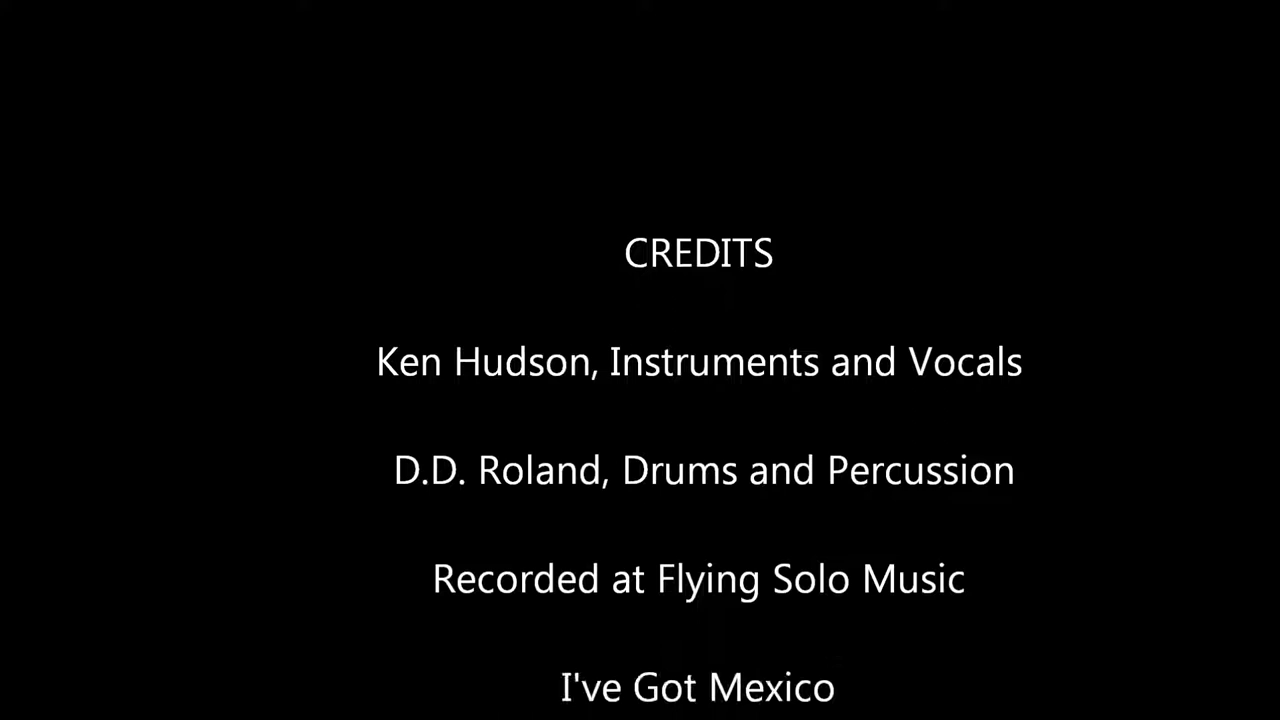 CREDITS
Ken Hudson, Instruments and Vocals
D.D. Roland, Drums and Percussion
Recorded at Flying Solo Music
I've Got Mexico